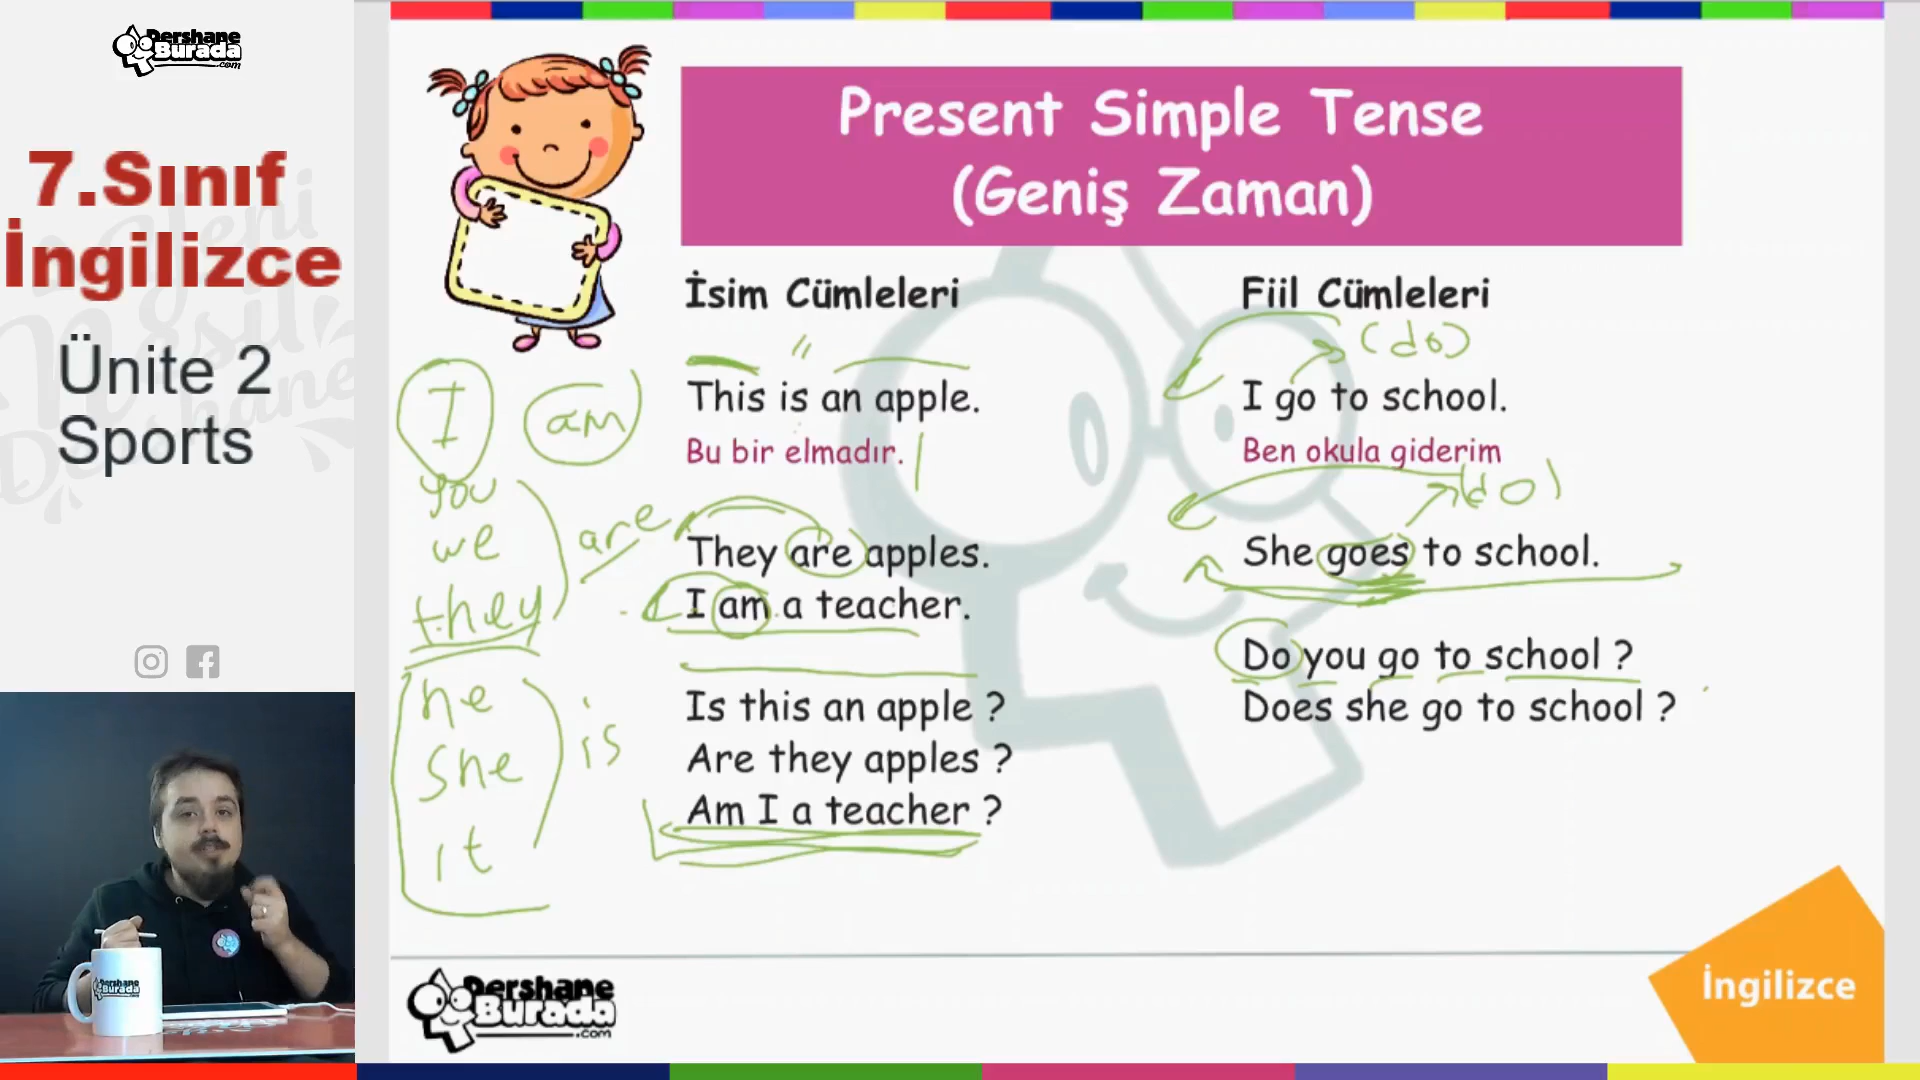 Dershane
Burada
.com
7.Sınıf
İngilizce
Ünite 2
Sports
Present Simple Tense
(Geniş Zaman)
İsim Cümleleri
This is an apple.
Bu bir elmadır.
They are apples.
I am a teacher.
Is this an apple ?
Are they apples ?
Am I a teacher ?
Fiil Cümleleri
(do)
I go to school.
Ben okula giderim
(do)
She goes to school.
Do you go to school ?
Does she go to school ?
I am
you
we
they
are
he
she
it
is
Dershane
Burada
.com
Dershane
Burada
.com
İngilizce